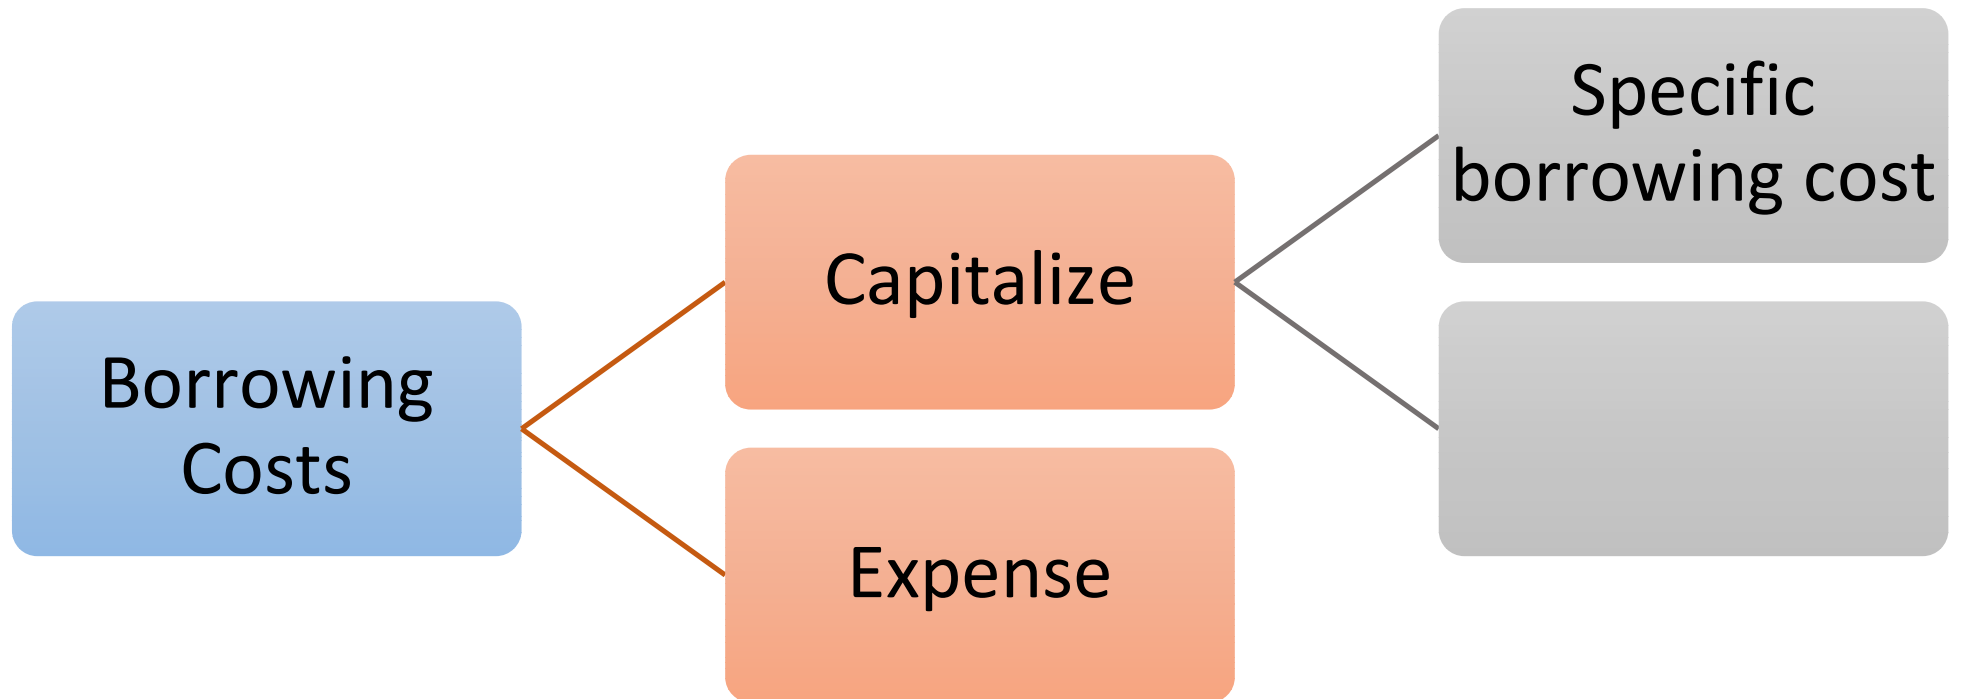 Borrowing
Costs
Capitalize
Expense
Specific
borrowing cost